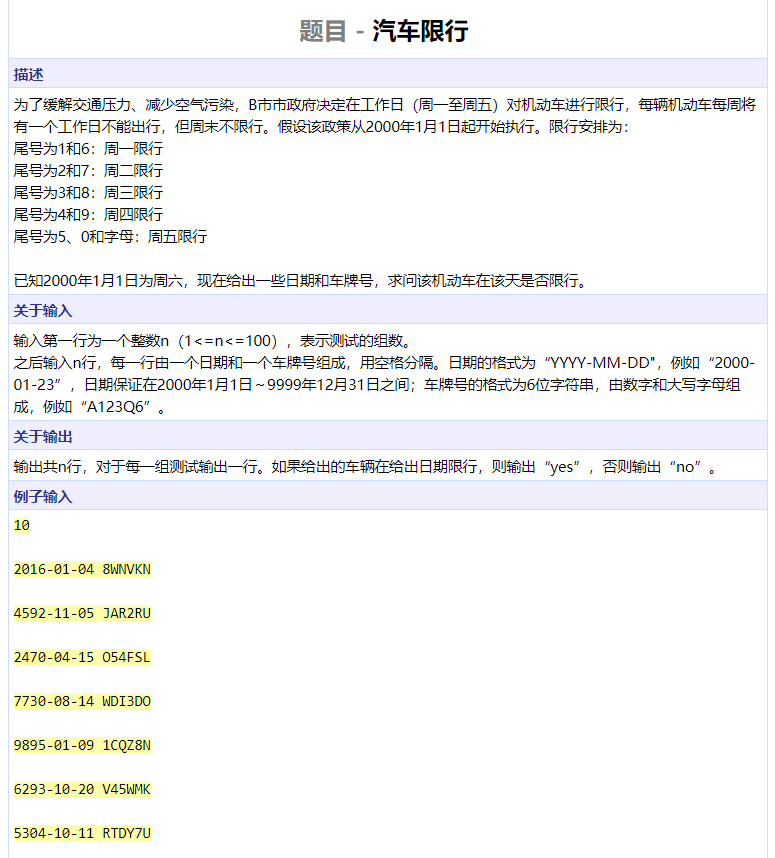 题目 - 汽车限行
描述
为了缓解交通压力、减少空气污染，B市市政府决定在工作日（周一至周五）对机动车进行限行，每辆机动车每周将
有一个工作日不能出行，但周末不限行。假设该政策从2000年1月1日起开始执行。限行安排为：
尾号为1和6：周一限行
尾号为2和7：周二限行
尾号为3和8：周三限行
尾号为4和9：周四限行
尾号为5、0和字母：周五限行
已知2000年1月1日为周六，现在给出一些日期和车牌号，求问该机动车在该天是否限行。
关于输入
输入第一行为一个整数n（1<=n<=100），表示测试的组数。
之后输入n行，每一行由一个日期和一个车牌号组成，用空格分隔。日期的格式为“YYYY-MM-DD"，例如“2000-
01-23”，日期保证在2000年1月1日～9999年12月31日之间；车牌号的格式为6位字符串，由数字和大写字母组
成，例如“A123Q6”。
关于输出
输出共n行，对于每一组测试输出一行。如果给出的车辆在给出日期限行，则输出“yes”，否则输出“no”。
例子输入
10
2016-01-04 8WNVKN
4592-11-05 JAR2RU
2470-04-15 O54FSL
7730-08-14 WDI3DO
9895-01-09 1CQZ8N
6293-10-20 V45WMK
5304-10-11 RTDY7U